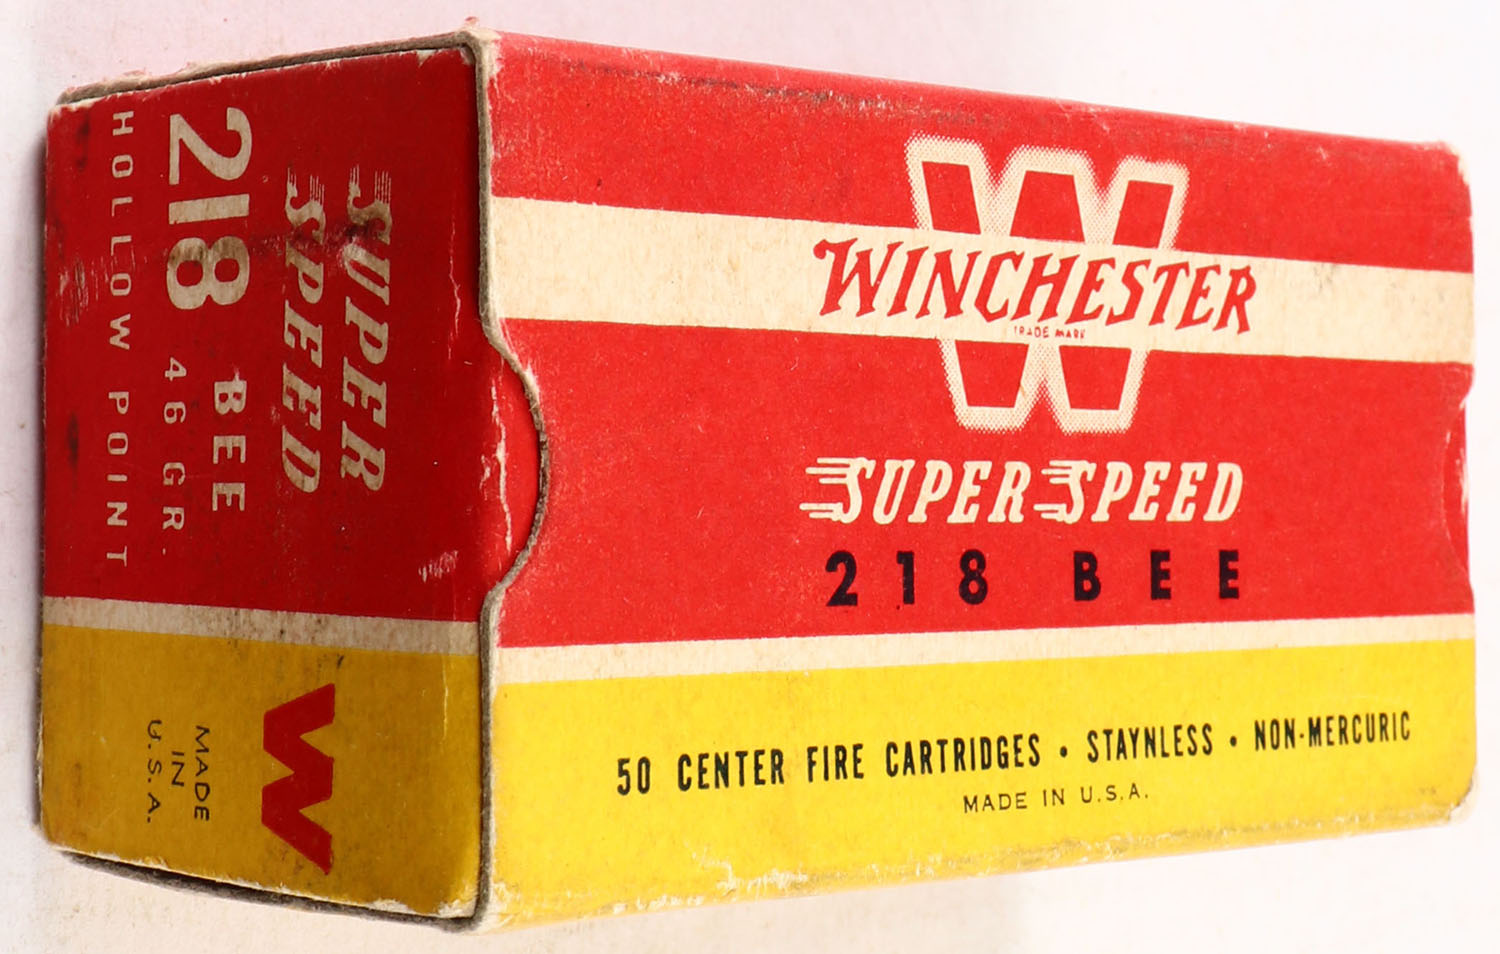 SUPER
SPEED
218 BEE
46 GR.
HOLLOW POINT
W
MADE
IN
U.S.A.
W
WINCHESTER
TRADE MARK
SUPER SPEED
218 BEE
50 CENTER FIRE CARTRIDGES • STAYNLESS • NON-MERCURIC
MADE IN U.S.A.